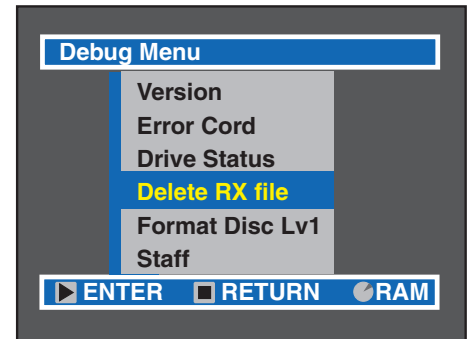 Debug Menu
Version
Error Cord
Drive Status
Delete RX file
Format Disc Lv1
Staff
ENTER RETURN RAM